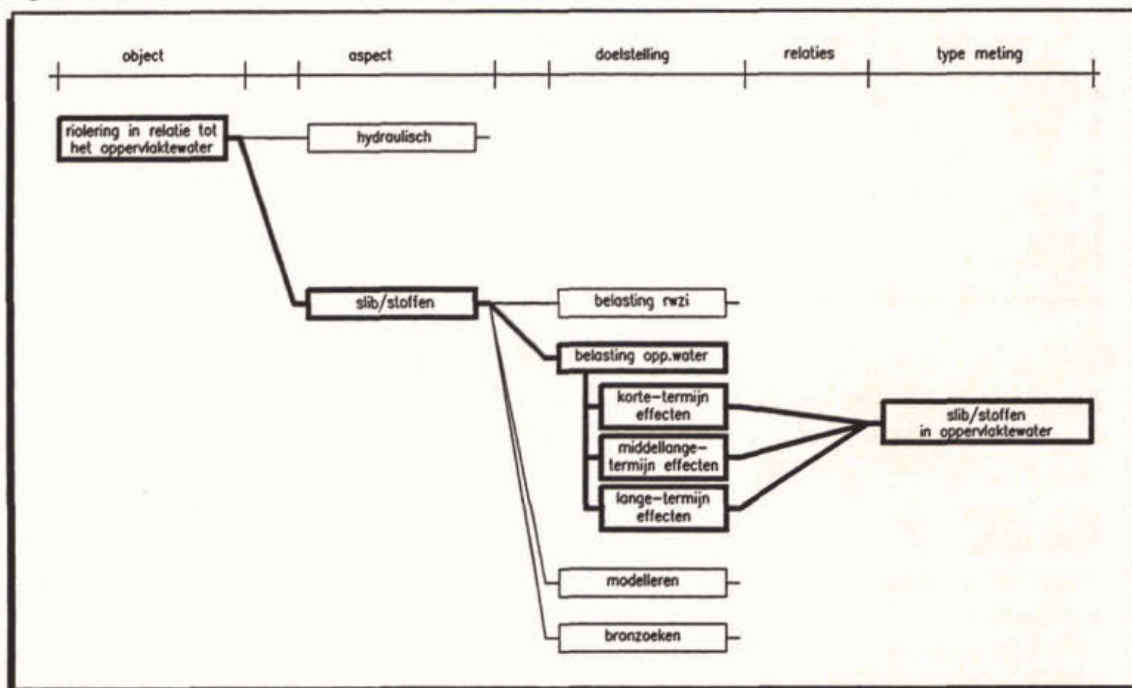 object aspect doelstelling relaties type meting
riolering in relatie tot
het oppervlaktewater
hydraulisch
slib/stoffen
belasting rwzi
belasting opp.water
korte-termijn
effecten
middellange-
termijn effecten
lange-termijn
effecten
slib/stoffen
in oppervlaktewater
modelleren
bronzoeken